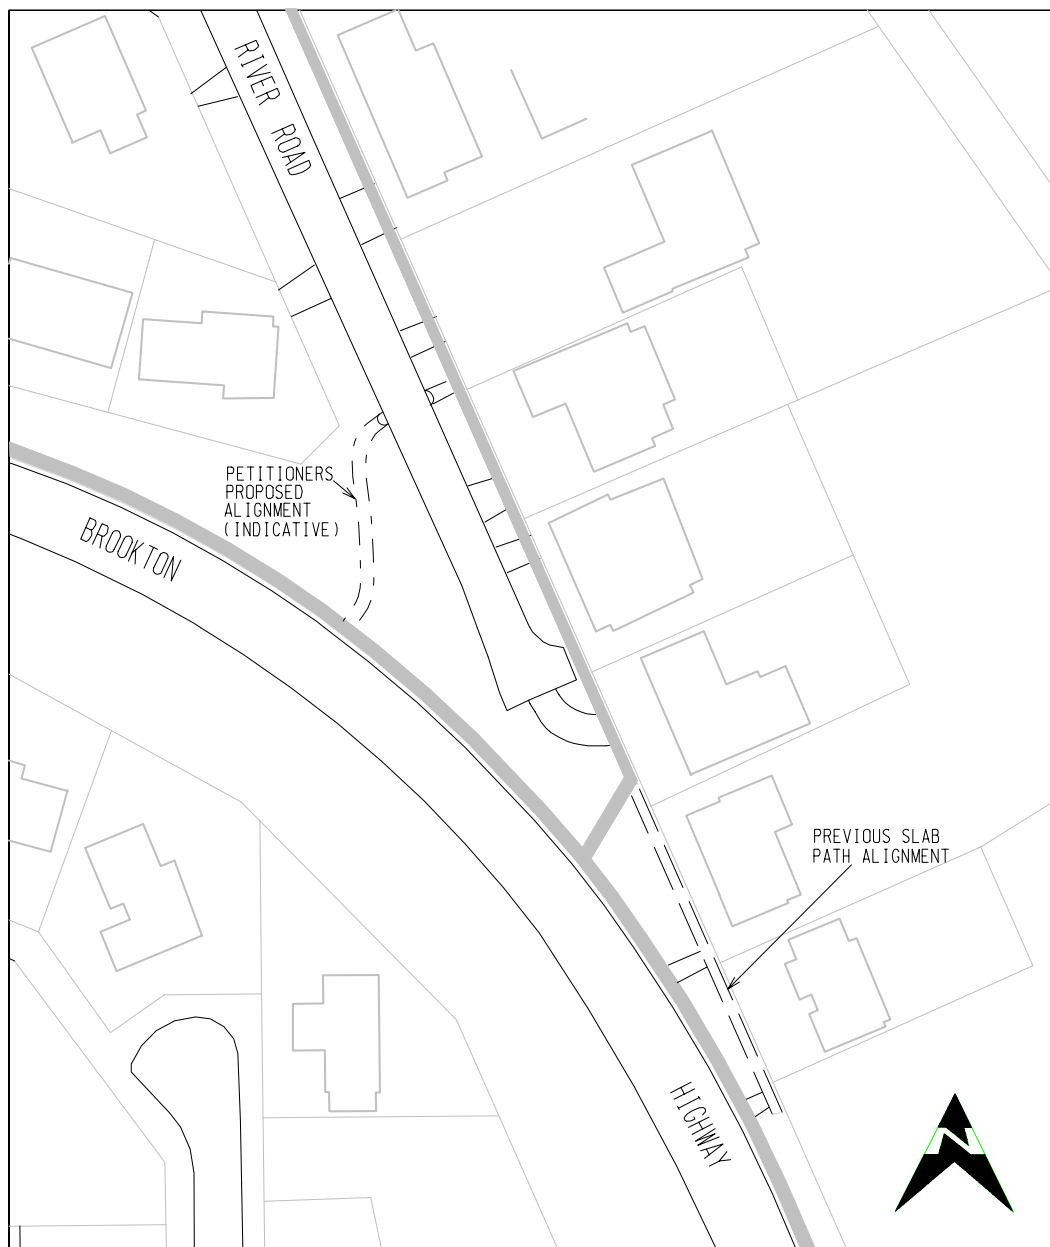 RIVER ROAD
PETITIONERS
PROPOSED
ALIGNMENT
(INDICATIVE)
BROOKTON
PREVIOUS SLAB
PATH ALIGNMENT
HIGHWAY
N